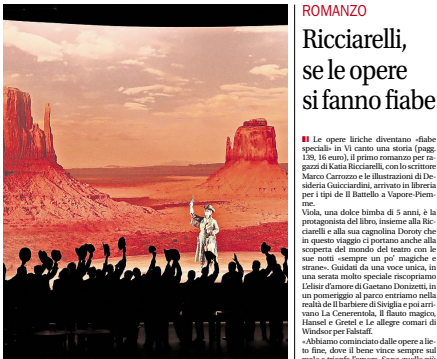 ROMANZO
Ricciarelli,
se le opere
si fanno fiabe
Le opere liriche diventano «fiabe
speciali» in Vi canto una storia (pagg.
139, 16 euro), il primo romanzo per ra-
gazzi di Katia Ricciarelli, con lo scrittore
Marco Carrozzo e le illustrazioni di De-
sideria Guicciardini, arrivato in libreria
per i tipi de Il Battello a Vapore-Piem-
me.
Viola, una dolce bimba di 5 anni, è la
protagonista del libro, insieme alla Ric-
ciarelli e alla sua cagnolina Doroty che
in questo viaggio ci portano anche alla
scoperta del mondo del teatro con le
sue notti «sempre un po' magiche e
strane». Guidati da una voce unica, in
una serata molto speciale riscopriamo
L'elisir d'amore di Gaetano Donizetti, in
un pomeriggio al parco entriamo nella
realtà de Il barbiere di Siviglia e poi arri-
vano La Cenerentola, Il flauto magico,
Hansel e Gretel e Le allegre comari di
Windsor per Falstaff.
«Abbiamo cominciato dalle opere a lie-
to fine, dove il bene vince sempre sul